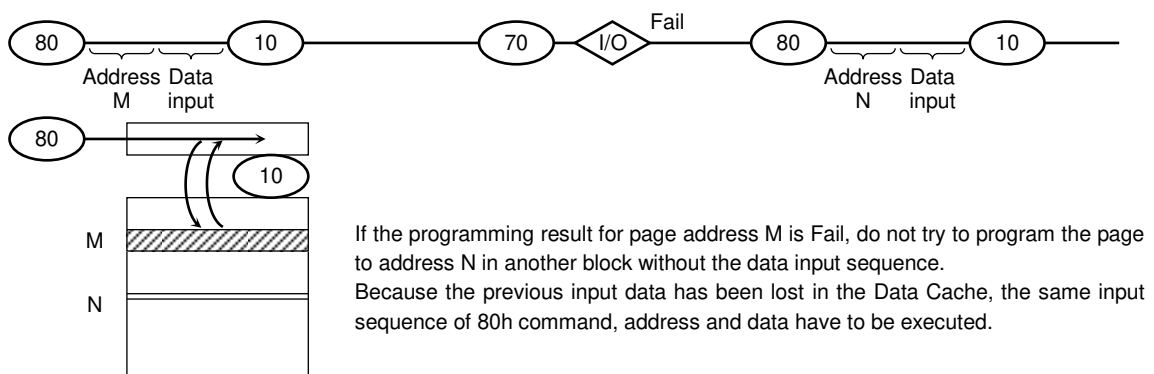 Fail
80 10 70 I/O 80 10
Address Data Address Data
M input N input
80
10
M
If the programming result for page address M is Fail, do not try to program the page
to address N in another block without the data input sequence.
N
Because the previous input data has been lost in the Data Cache, the same input
sequence of 80h command, address and data have to be executed.